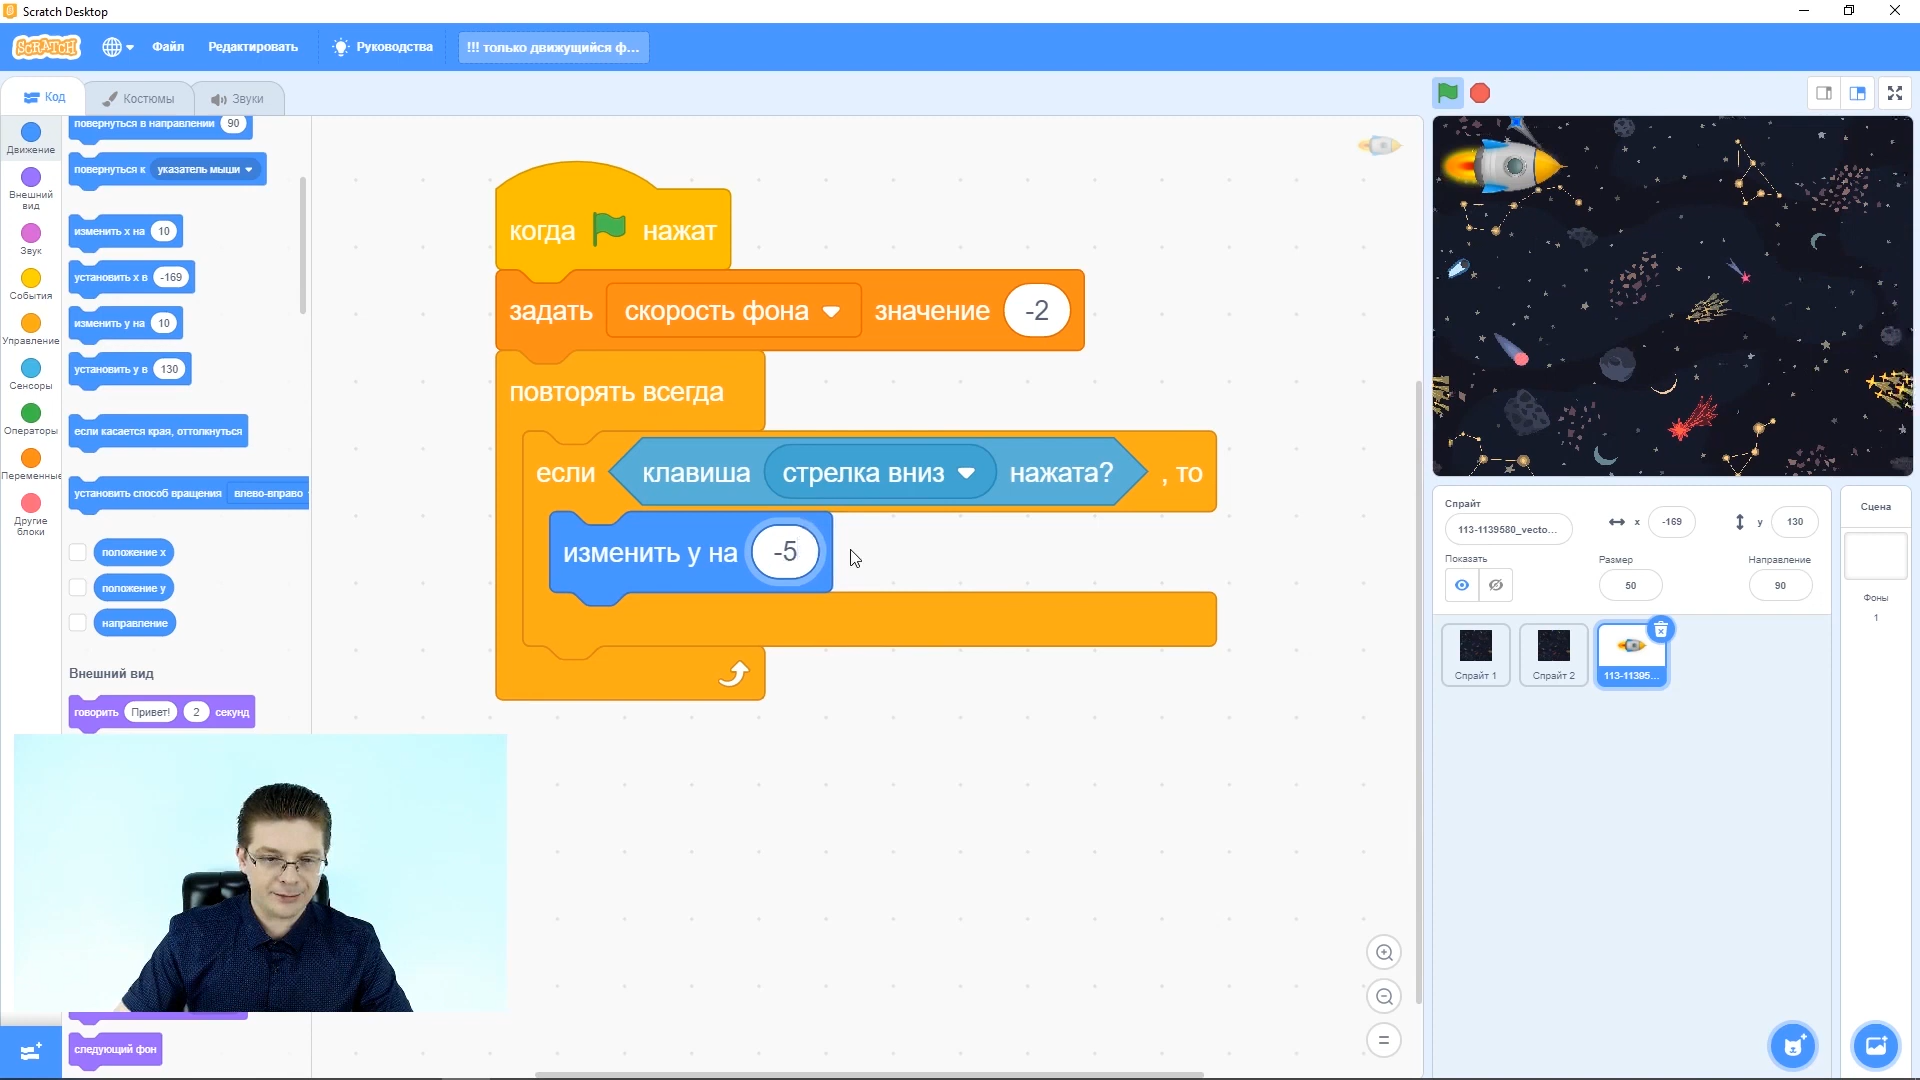 Scratch Desktop
SCRATCH
Файл
Редактировать
Руководства
!!! только движущийся ф...
Код
Костюмы
Звуки
Движение
Внешний
вид
Звук
События
Управление
Сенсоры
Операторы
Переменные
Другие
блоки
повернуться в направлении 90
повернуться к указатель мыши
изменить x на 10
установить x в -169
изменить y на 10
установить y в 130
если касается края, оттолкнуться
установить способ вращения влево-вправо
положение x
положение y
направление
Внешний вид
говорить Привет! 2 секунд
следующий фон
когда нажат
задать скорость фона значение -2
повторять всегда
если клавиша стрелка вниз нажата? , то
изменить y на -5
Спрайт
113-1139580_vecto...
x -169
y 130
Показать
Размер
50
Направление
90
Спрайт 1
Спрайт 2
113-11395...
Сцена
Фоны
1